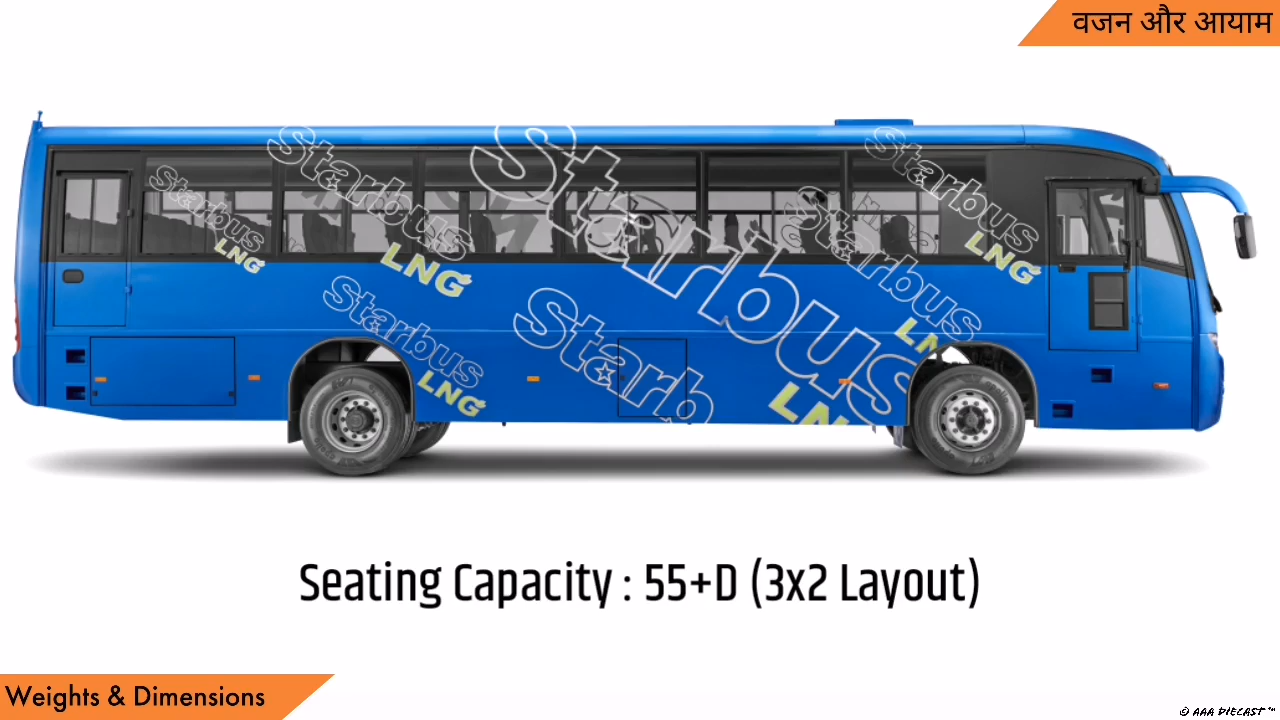 वजन और आयाम
Starbus
LNG
Starbus
LNG
Starbus
LNG
Starbus
LNG
Starbus
LNG
Starbus
LNG
Starb
Seating Capacity : 55+D (3x2 Layout)
Weights & Dimensions
© AAA DIECAST™